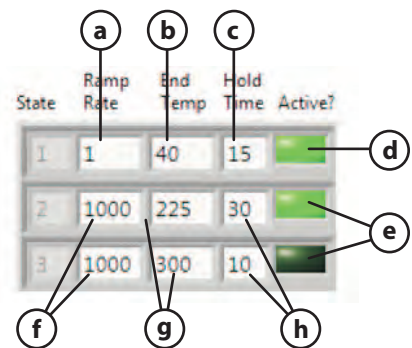 a b c
Ramp End Hold
State Rate Temp Time Active?
1 1 40 15
d
2 1000 225 30
e
3 1000 300 10
f g h